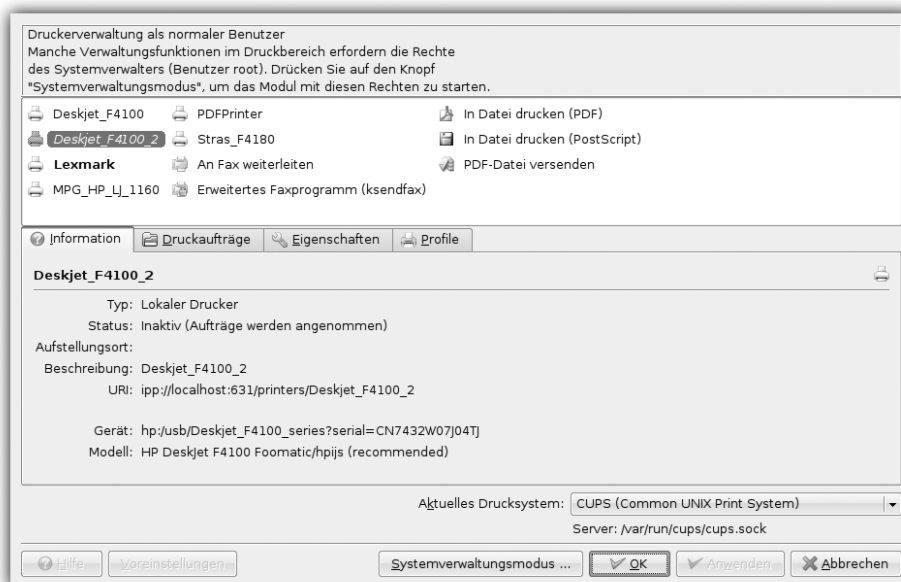 Druckerverwaltung als normaler Benutzer
Manche Verwaltungsfunktionen im Druckbereich erfordern die Rechte
des Systemverwalters (Benutzer root). Drücken Sie auf den Knopf
"Systemverwaltungsmodus", um das Modul mit diesen Rechten zu starten.
Deskjet_F4100 PDFPrinter In Datei drucken (PDF)
Deskjet_F4100_2 Stras_F4180 In Datei drucken (PostScript)
Lexmark An Fax weiterleiten PDF-Datei versenden
MPG_HP_LJ_1160 Erweitertes Faxprogramm (ksendfax)
Information Druckaufträge Eigenschaften Profile
Deskjet_F4100_2
Typ: Lokaler Drucker
Status: Inaktiv (Aufträge werden angenommen)
Aufstellungsort:
Beschreibung: Deskjet_F4100_2
URI: ipp://localhost:631/printers/Deskjet_F4100_2
Gerät: hp:/usb/Deskjet_F4100_series?serial=CN7432W07J04TJ
Modell: HP DeskJet F4100 Foomatic/hpijs (recommended)
Aktuelles Drucksystem: CUPS (Common UNIX Print System)
Server: /var/run/cups/cups.sock
Hilfe Voreinstellungen Systemverwaltungsmodus ... OK Anwenden Abbrechen